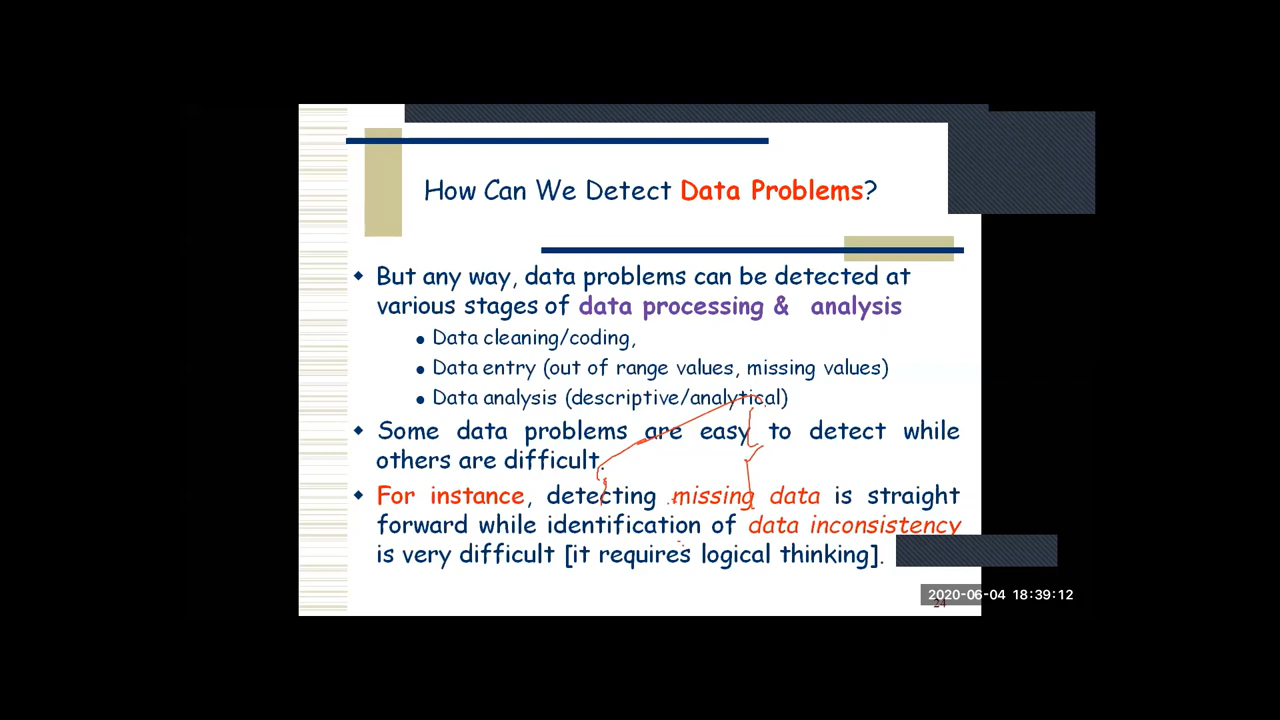 How Can We Detect Data Problems?
But any way, data problems can be detected at
various stages of data processing & analysis
Data cleaning/coding,
Data entry (out of range values, missing values)
Data analysis (descriptive/analytical)
Some data problems are easy to detect while
others are difficult.
For instance, detecting missing data is straight
forward while identification of data inconsistency
is very difficult [it requires logical thinking].
2020-06-04 18:39:12
24